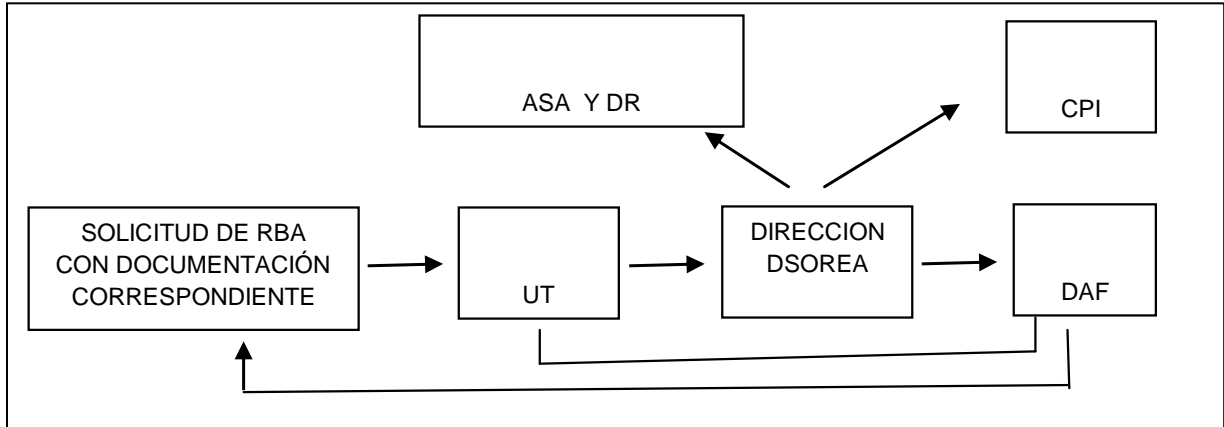 ASA Y DR
CPI
SOLICITUD DE RBA
CON DOCUMENTACIÓN
CORRESPONDIENTE
UT
DIRECCION
DSOREA
DAF